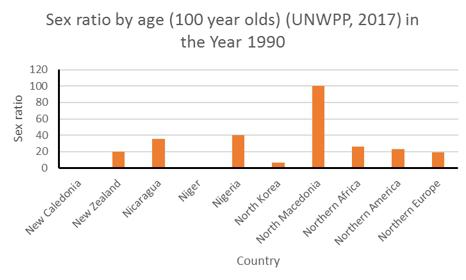 Sex ratio by age (100 year olds) (UNWPP, 2017) in
the Year 1990
120
100
80
60
40
20
0
Sex ratio
New Caledonia
New Zealand
Nicaragua
Niger
Nigeria
North Korea
North Macedonia
Northern Africa
Northern America
Northern Europe
Country